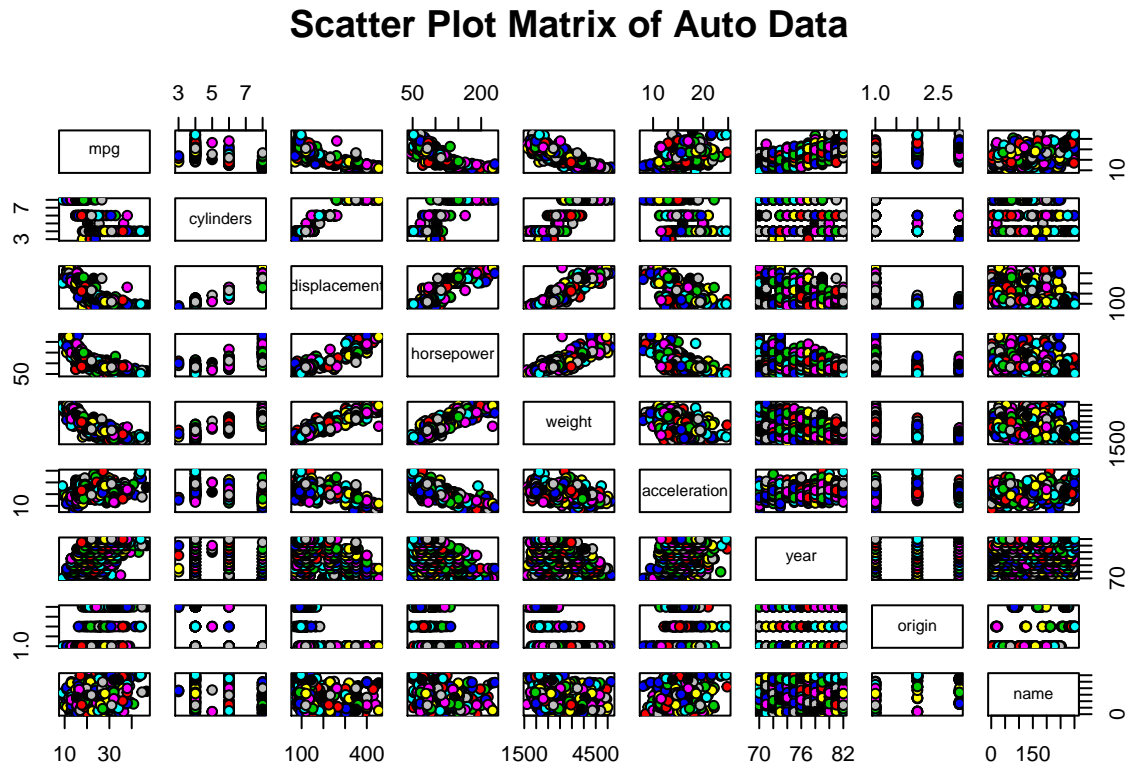 Scatter Plot Matrix of Auto Data
3 5 7
50 200
10 20
1.0 2.5
mpg
10
3 7
cylinders
displacement
100
50
horsepower
weight
1500
10
acceleration
year
70
1.0
origin
name
0
10 30
100 400
1500 4500
70 76 82
0 150